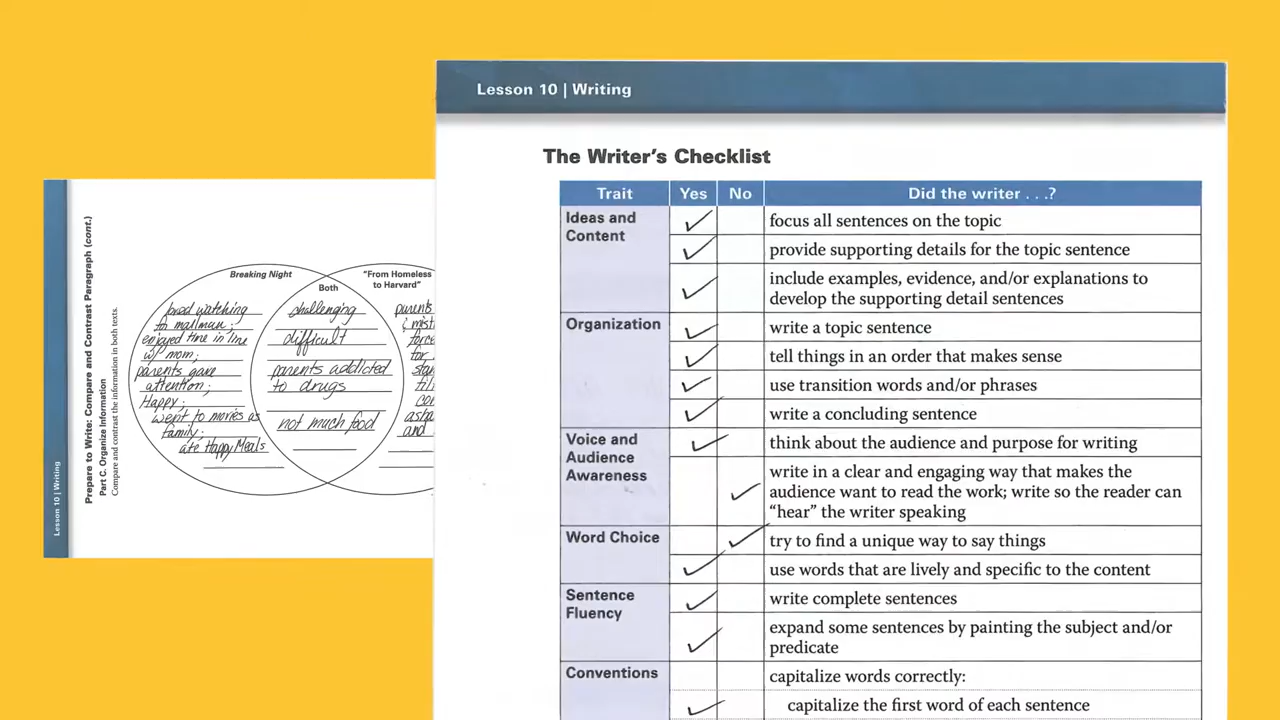 Lesson 10 | Writing
Prepare to Write: Compare and Contrast Paragraph (cont.)
Part C. Organize Information
Compare and contrast the information in both texts.
Breaking Night
Both
"From Homeless
to Harvard"
to mailman;
enjoyed time in line
w/ mom;
parents gave
attention;
Happy;
went to movies as
family;
ate Happy Meals
challenging
difficult
parents addicted
to drugs
not much food
parents
and
Lesson 10 | Writing
The Writer's Checklist
Trait Yes No Did the writer . . .?
Ideas and
Content
focus all sentences on the topic
provide supporting details for the topic sentence
include examples, evidence, and/or explanations to
develop the supporting detail sentences
Organization
write a topic sentence
tell things in an order that makes sense
use transition words and/or phrases
write a concluding sentence
Voice and
Audience
Awareness
think about the audience and purpose for writing
write in a clear and engaging way that makes the
audience want to read the work; write so the reader can
"hear" the writer speaking
Word Choice
try to find a unique way to say things
use words that are lively and specific to the content
Sentence
Fluency
write complete sentences
expand some sentences by painting the subject and/or
predicate
Conventions
capitalize words correctly:
capitalize the first word of each sentence